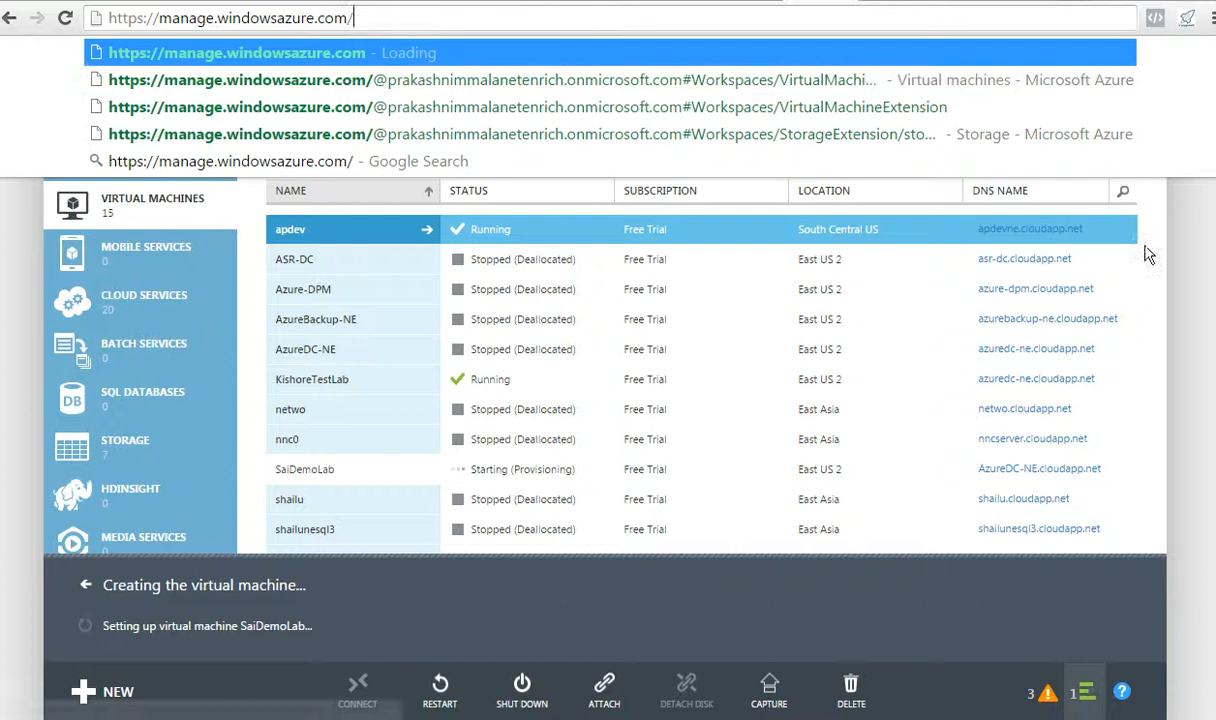 https://manage.windowsazure.com/
https://manage.windowsazure.com - Loading
https://manage.windowsazure.com/@prakashnimmalanetenrich.onmicrosoft.com#Workspaces/VirtualMachi... - Virtual machines - Microsoft Azure
https://manage.windowsazure.com/@prakashnimmalanetenrich.onmicrosoft.com#Workspaces/VirtualMachineExtension
https://manage.windowsazure.com/@prakashnimmalanetenrich.onmicrosoft.com#Workspaces/StorageExtension/sto... - Storage - Microsoft Azure
https://manage.windowsazure.com/ - Google Search
VIRTUAL MACHINES
15
MOBILE SERVICES
0
CLOUD SERVICES
20
BATCH SERVICES
0
SQL DATABASES
0
DB
STORAGE
7
HDINSIGHT
0
MEDIA SERVICES
0
NAME STATUS SUBSCRIPTION LOCATION DNS NAME
apdev Running Free Trial South Central US apdevne.cloudapp.net
ASR-DC Stopped (Deallocated) Free Trial East US 2 asr-dc.cloudapp.net
Azure-DPM Stopped (Deallocated) Free Trial East US 2 azure-dpm.cloudapp.net
AzureBackup-NE Stopped (Deallocated) Free Trial East US 2 azurebackup-ne.cloudapp.net
AzureDC-NE Stopped (Deallocated) Free Trial East US 2 azuredc-ne.cloudapp.net
KishoreTestLab Running Free Trial East US 2 azuredc-ne.cloudapp.net
netwo Stopped (Deallocated) Free Trial East Asia netwo.cloudapp.net
nnc0 Stopped (Deallocated) Free Trial East Asia nncserver.cloudapp.net
SaiDemoLab Starting (Provisioning) Free Trial East US 2 AzureDC-NE.cloudapp.net
shailu Stopped (Deallocated) Free Trial East Asia shailu.cloudapp.net
shailunesql3 Stopped (Deallocated) Free Trial East Asia shailunesql3.cloudapp.net
Creating the virtual machine...
Setting up virtual machine SaiDemoLab...
NEW CONNECT RESTART SHUT DOWN ATTACH DETACH DISK CAPTURE DELETE 3 1 ?